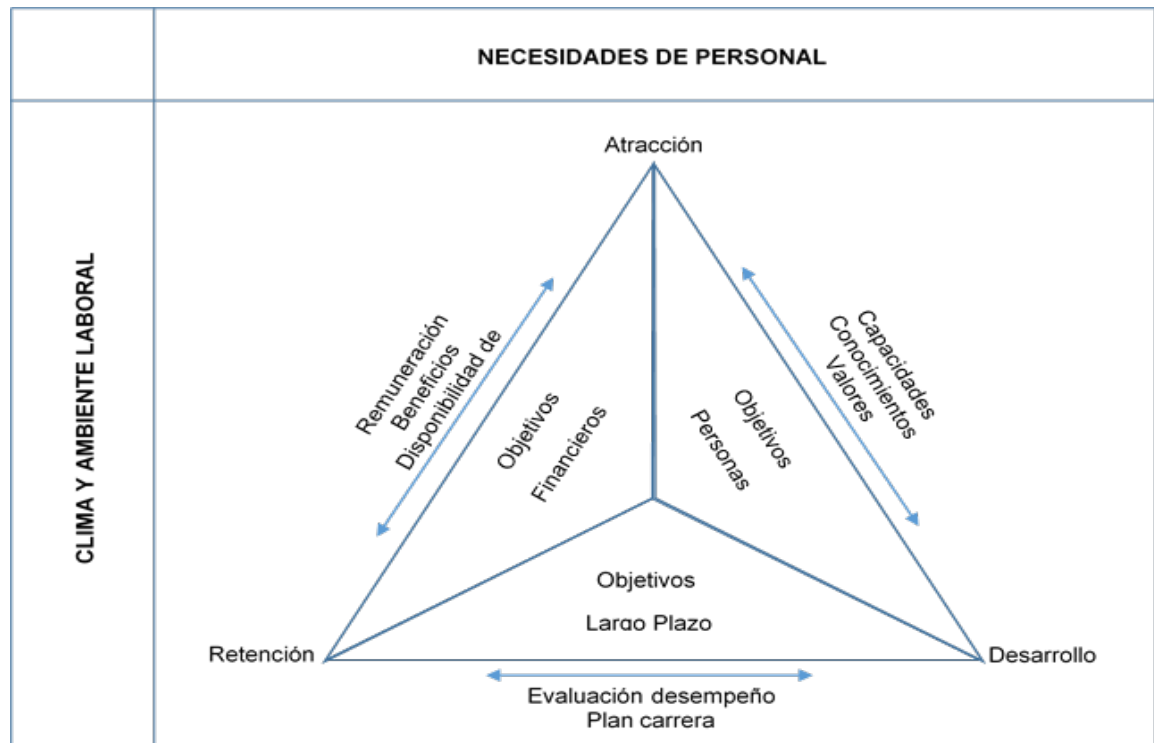 NECESIDADES DE PERSONAL
CLIMA Y AMBIENTE LABORAL
Atracción
Remuneración
Beneficios
Disponibilidad de
Objetivos
Financieros
Objetivos
Personas
Capacidades
Conocimientos
Valores
Objetivos
Largo Plazo
Retención
Desarrollo
Evaluación desempeño
Plan carrera